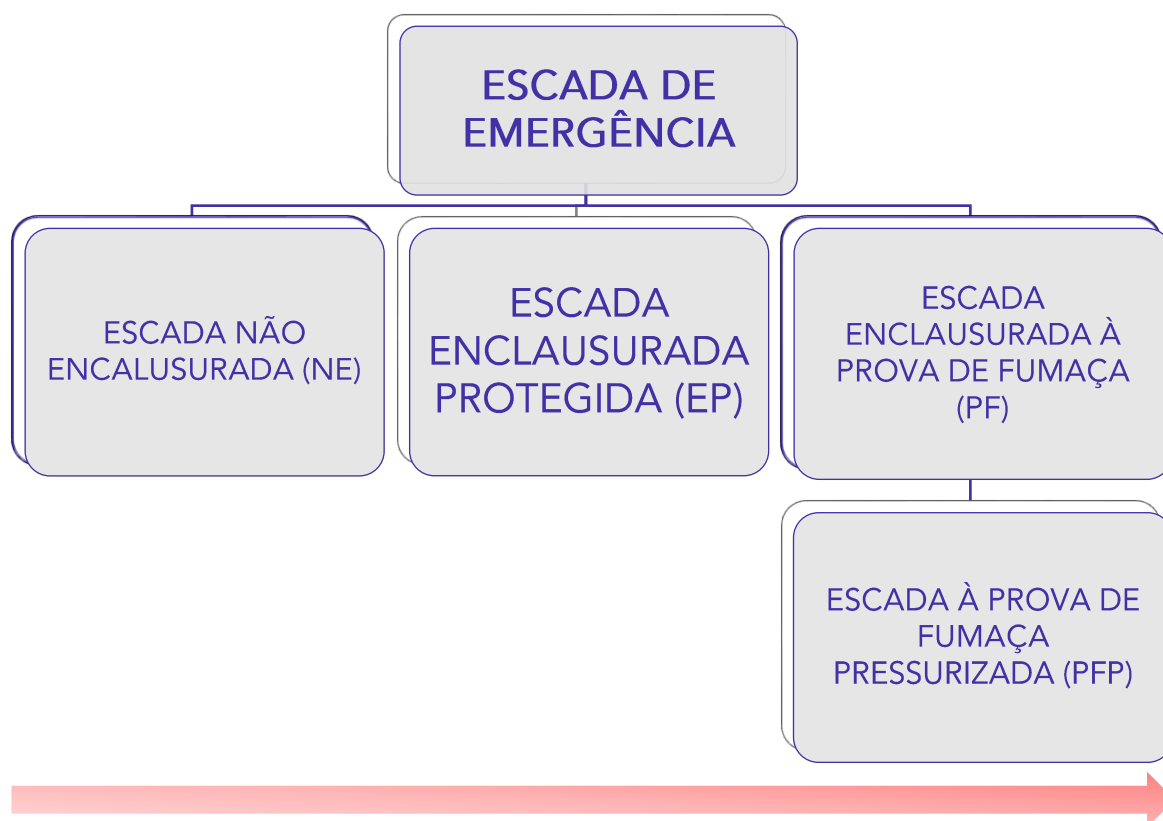 ESCADA DE
EMERGÊNCIA
ESCADA NÃO
ENCALUSURADA (NE)
ESCADA
ENCLAUSURADA
PROTEGIDA (EP)
ESCADA
ENCLAUSURADA À
PROVA DE FUMAÇA
(PF)
ESCADA À PROVA DE
FUMAÇA
PRESSURIZADA (PFP)